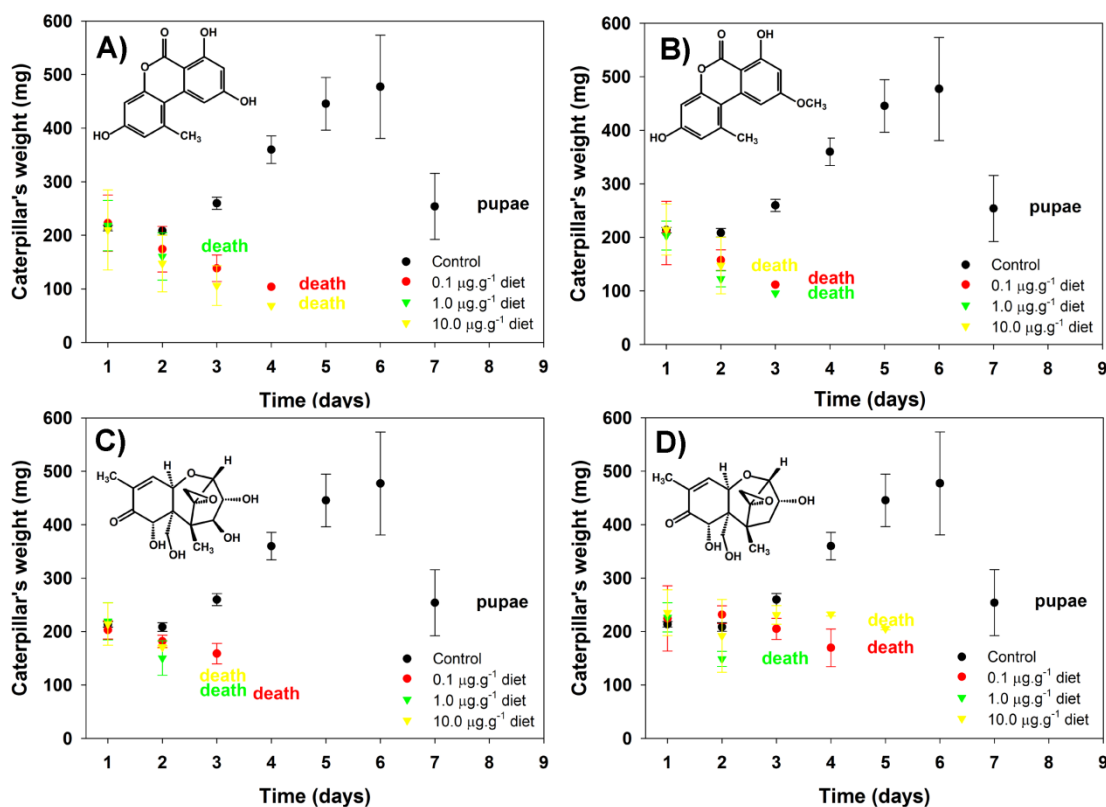 A)
O
OH
O
OH
HO
CH3
600
500
400
300
200
100
0
Caterpillar's weight (mg)
pupae
death
death
death
Control
0.1 μg.g-1 diet
1.0 μg.g-1 diet
10.0 μg.g-1 diet
1 2 3 4 5 6 7 8 9
Time (days)
B)
O
OH
O
OCH3
HO
CH3
600
500
400
300
200
100
0
Caterpillar's weight (mg)
pupae
death
death
death
Control
0.1 μg.g-1 diet
1.0 μg.g-1 diet
10.0 μg.g-1 diet
1 2 3 4 5 6 7 8 9
Time (days)
C)
H
O
H
CH3
O
OH
O
OH
CH3
OH
OH
600
500
400
300
200
100
0
Caterpillar's weight (mg)
pupae
death
death death
Control
0.1 μg.g-1 diet
1.0 μg.g-1 diet
10.0 μg.g-1 diet
1 2 3 4 5 6 7 8 9
Time (days)
D)
H
O
H
CH3
O
OH
O
OH
CH3
OH
600
500
400
300
200
100
0
Caterpillar's weight (mg)
pupae
death
death
death
Control
0.1 μg.g-1 diet
1.0 μg.g-1 diet
10.0 μg.g-1 diet
1 2 3 4 5 6 7 8 9
Time (days)